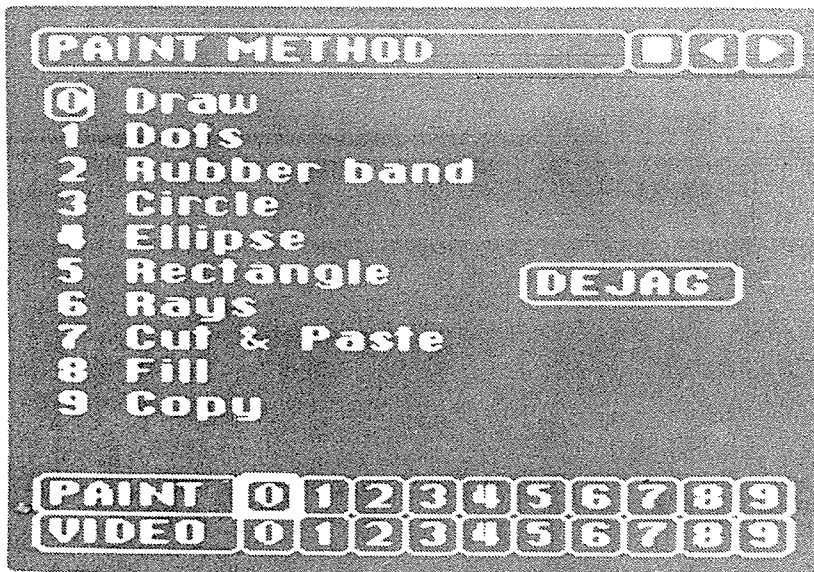 PAINT METHOD
0 Draw
1 Dots
2 Rubber band
3 Circle
4 Ellipse
5 Rectangle
6 Rays
7 Cut & Paste
8 Fill
9 Copy
DEJAG
PAINT 0 1 2 3 4 5 6 7 8 9
VIDEO 0 1 2 3 4 5 6 7 8 9